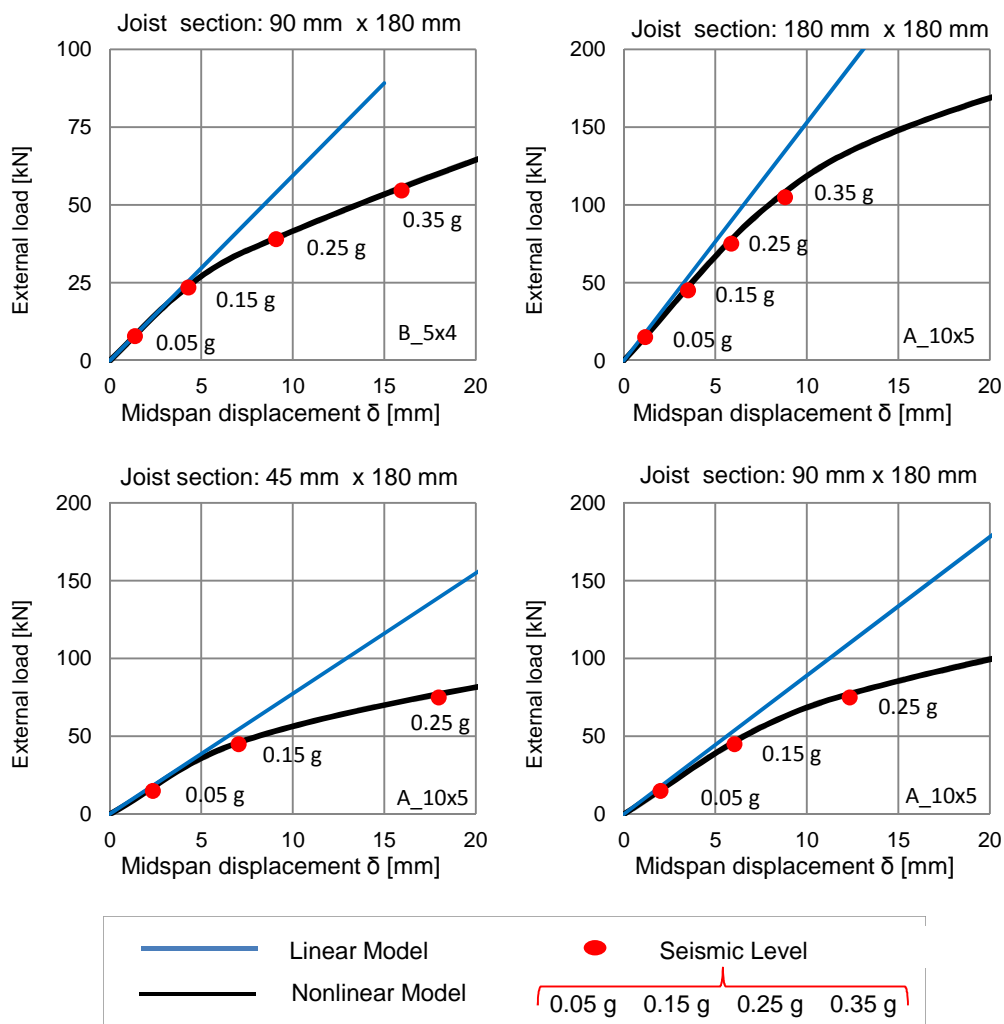 Joist section: 90 mm x 180 mm
External load [kN]
100
75
50
25
0
0.05 g
0.15 g
0.25 g
0.35 g
B_5x4
0 5 10 15 20
Midspan displacement δ [mm]
Joist section: 180 mm x 180 mm
External load [kN]
200
150
100
50
0
0.05 g
0.15 g
0.25 g
0.35 g
A_10x5
0 5 10 15 20
Midspan displacement δ [mm]
Joist section: 45 mm x 180 mm
External load [kN]
200
150
100
50
0
0.05 g
0.15 g
0.25 g
A_10x5
0 5 10 15 20
Midspan displacement δ [mm]
Joist section: 90 mm x 180 mm
External load [kN]
200
150
100
50
0
0.05 g
0.15 g
0.25 g
A_10x5
0 5 10 15 20
Midspan displacement δ [mm]
Linear Model
Nonlinear Model
Seismic Level
0.05 g 0.15 g 0.25 g 0.35 g